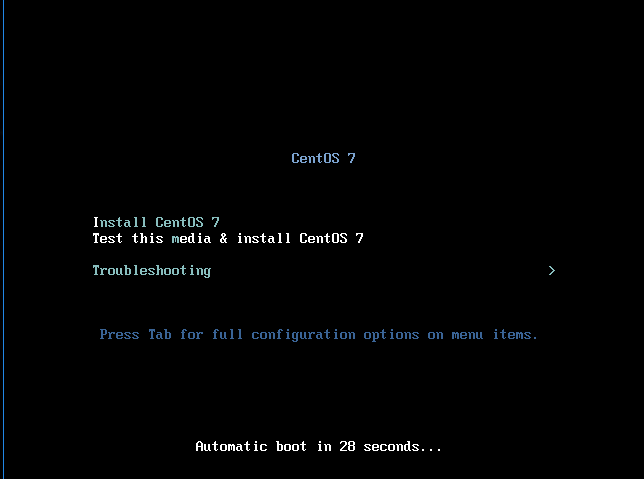 CentOS 7
Install CentOS 7
Test this media & install CentOS 7
Troubleshooting >
Press Tab for full configuration options on menu items.
Automatic boot in 28 seconds...